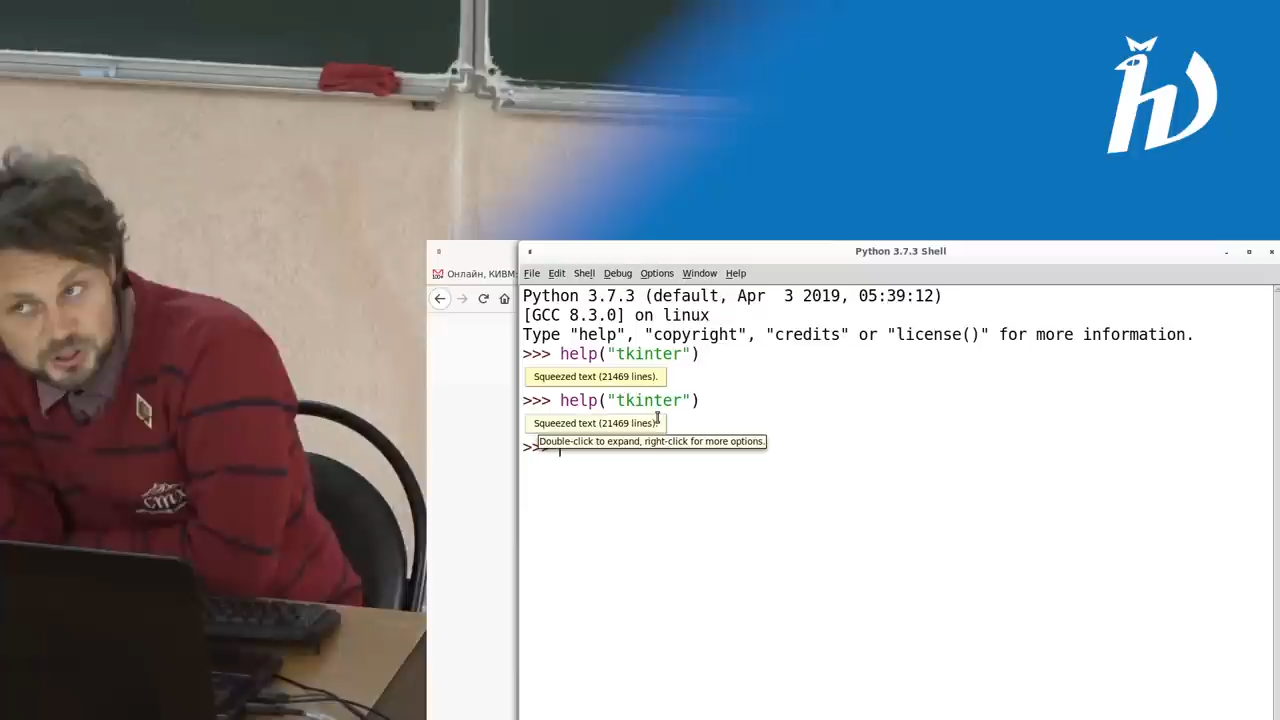 Python 3.7.3 Shell
Онлайн, КИВМ:
File Edit Shell Debug Options Window Help
Python 3.7.3 (default, Apr  3 2019, 05:39:12)
[GCC 8.3.0] on linux
Type "help", "copyright", "credits" or "license()" for more information.
>>> help("tkinter")
Squeezed text (21469 lines).
>>> help("tkinter")
Squeezed text (21469 lines).
Double-click to expand, right-click for more options.
>>>